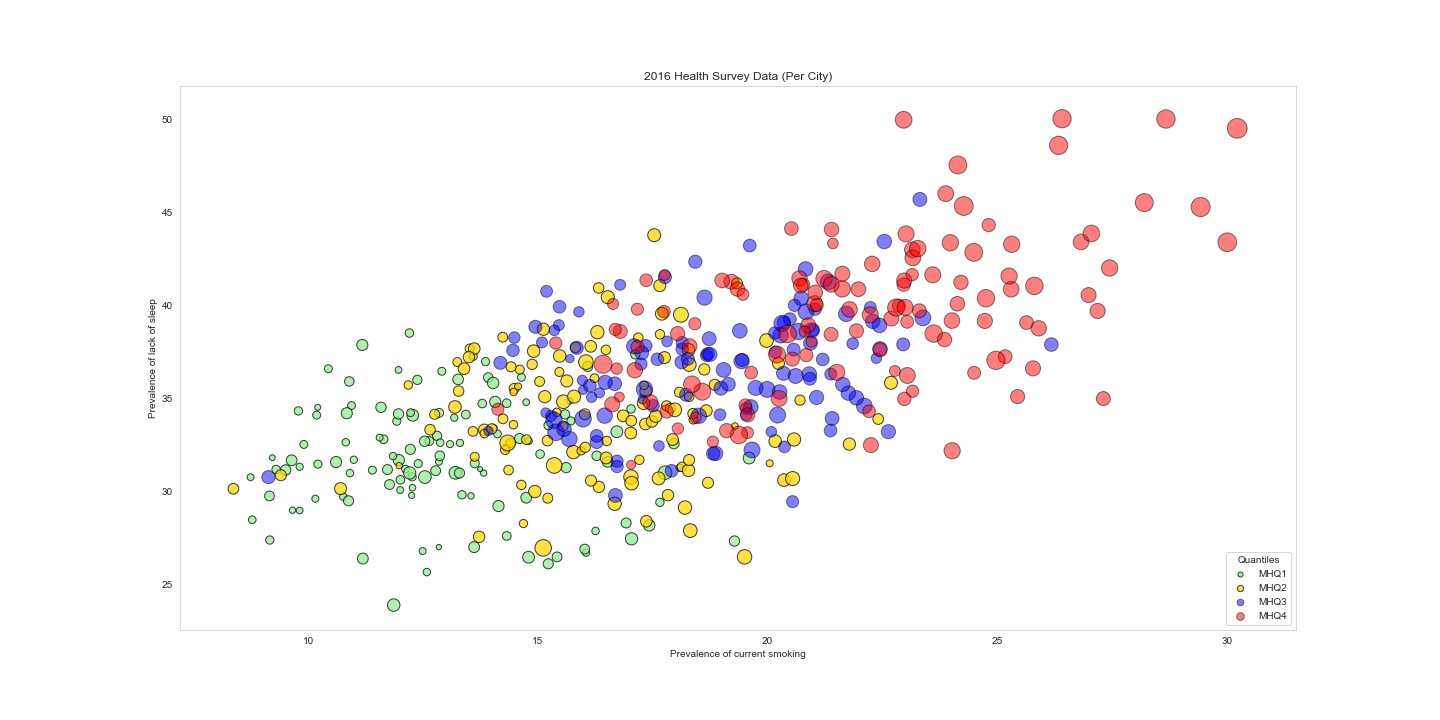 2016 Health Survey Data (Per City)
Prevalence of lack of sleep
50
45
40
35
30
25
10
15
20
25
30
Prevalence of current smoking
Quantiles
MHQ1
MHQ2
MHQ3
MHQ4